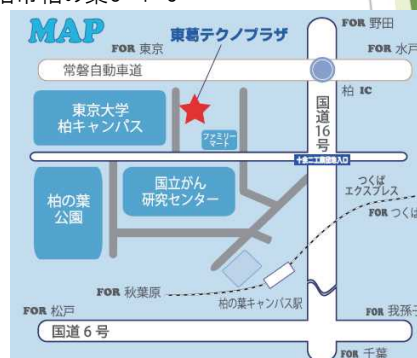 MAP
東葛テクノプラザ
FOR 野田
FOR 東京
FOR 水戸
常磐自動車道
柏 IC
東京大学
柏キャンパス
ファミリー
マート
国道16号
十余二工業団地入口
国立がん
研究センター
柏の葉
公園
つくば
エクスプレス
FOR つくば
FOR 秋葉原
柏の葉キャンパス駅
FOR 松戸
FOR 我孫子
国道6号
FOR 千葉